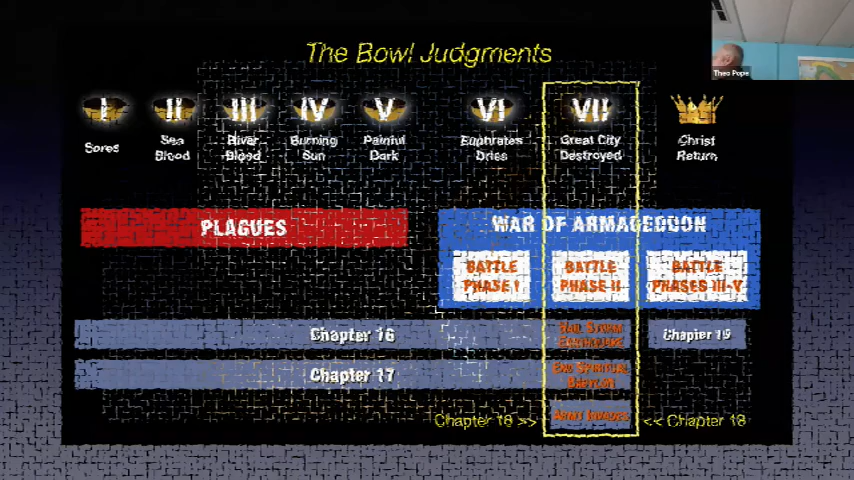 Theo Pope
The Bowl Judgments
I II III IV V VI VII
Sores
Sea
Blood
River
Blood
Burning
Sun
Painful
Dark
Euphrates
Dries
Great City
Destroyed
Christ
Return
PLAGUES
WAR OF ARMAGEDDON
BATTLE
PHASE I
BATTLE
PHASE II
BATTLE
PHASES III-V
Chapter 16
HAIL STORM
EARTHQUAKE
Chapter 19
Chapter 17
END SPIRITUAL
BABYLON
Chapter 18 >>
ARMY INVADES
<< Chapter 18